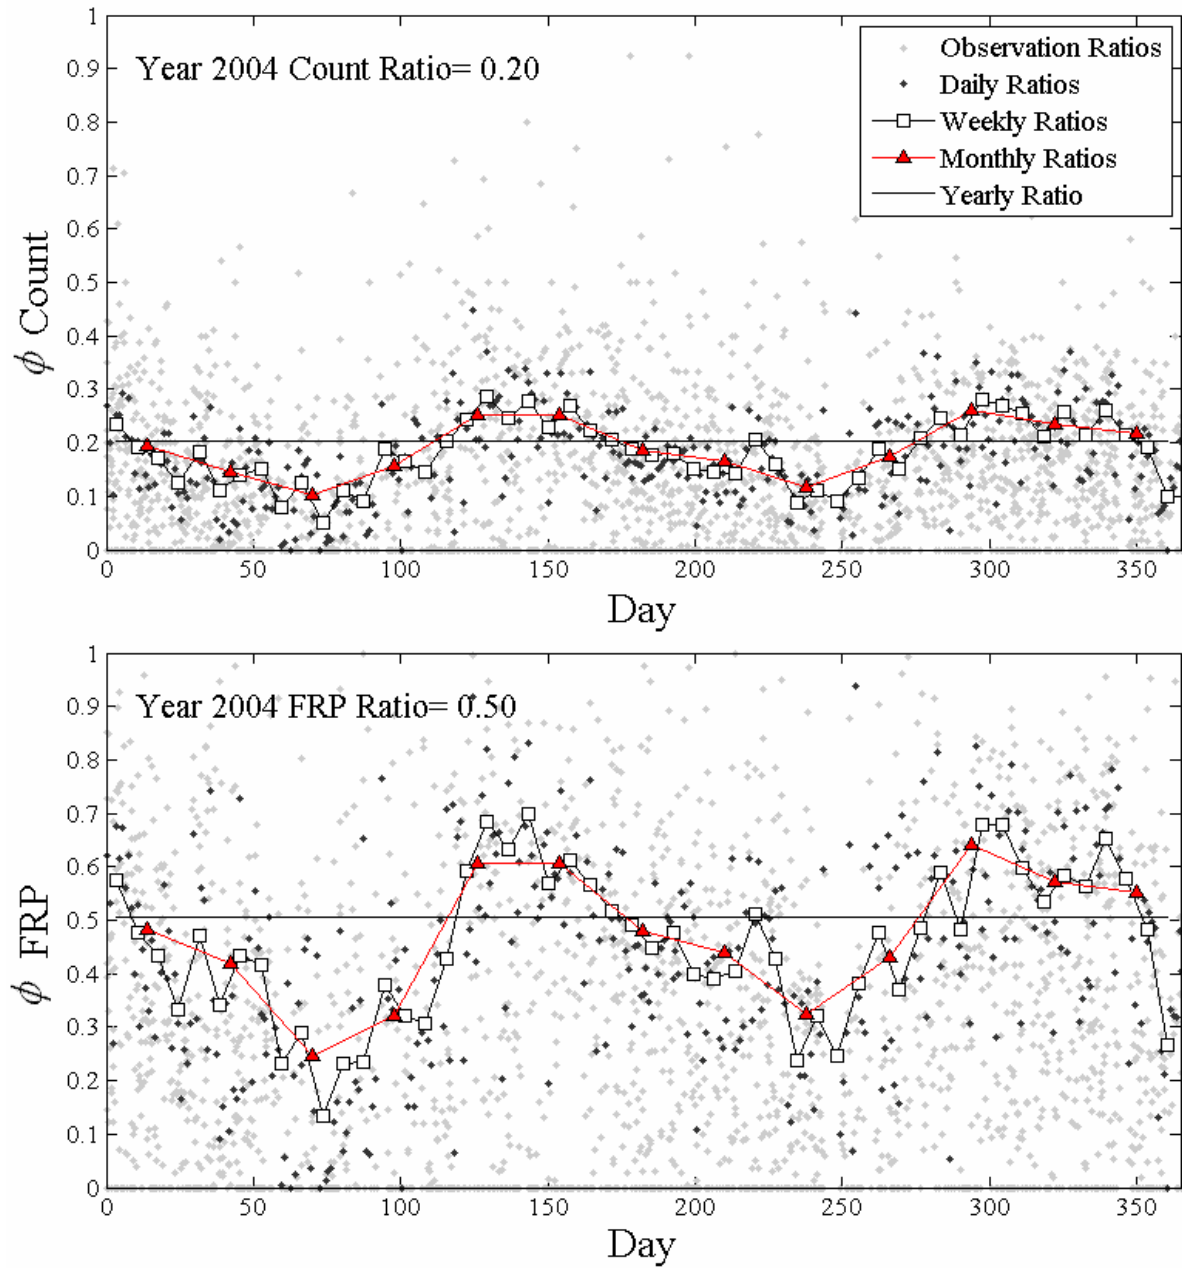 1
0.9
0.8
0.7
0.6
0.5
0.4
0.3
0.2
0.1
0
ϕ Count
Year 2004 Count Ratio= 0.20
Observation Ratios
Daily Ratios
Weekly Ratios
Monthly Ratios
Yearly Ratio
0 50 100 150 200 250 300 350
Day
1
0.9
0.8
0.7
0.6
0.5
0.4
0.3
0.2
0.1
0
ϕ FRP
Year 2004 FRP Ratio= 0.50
0 50 100 150 200 250 300 350
Day